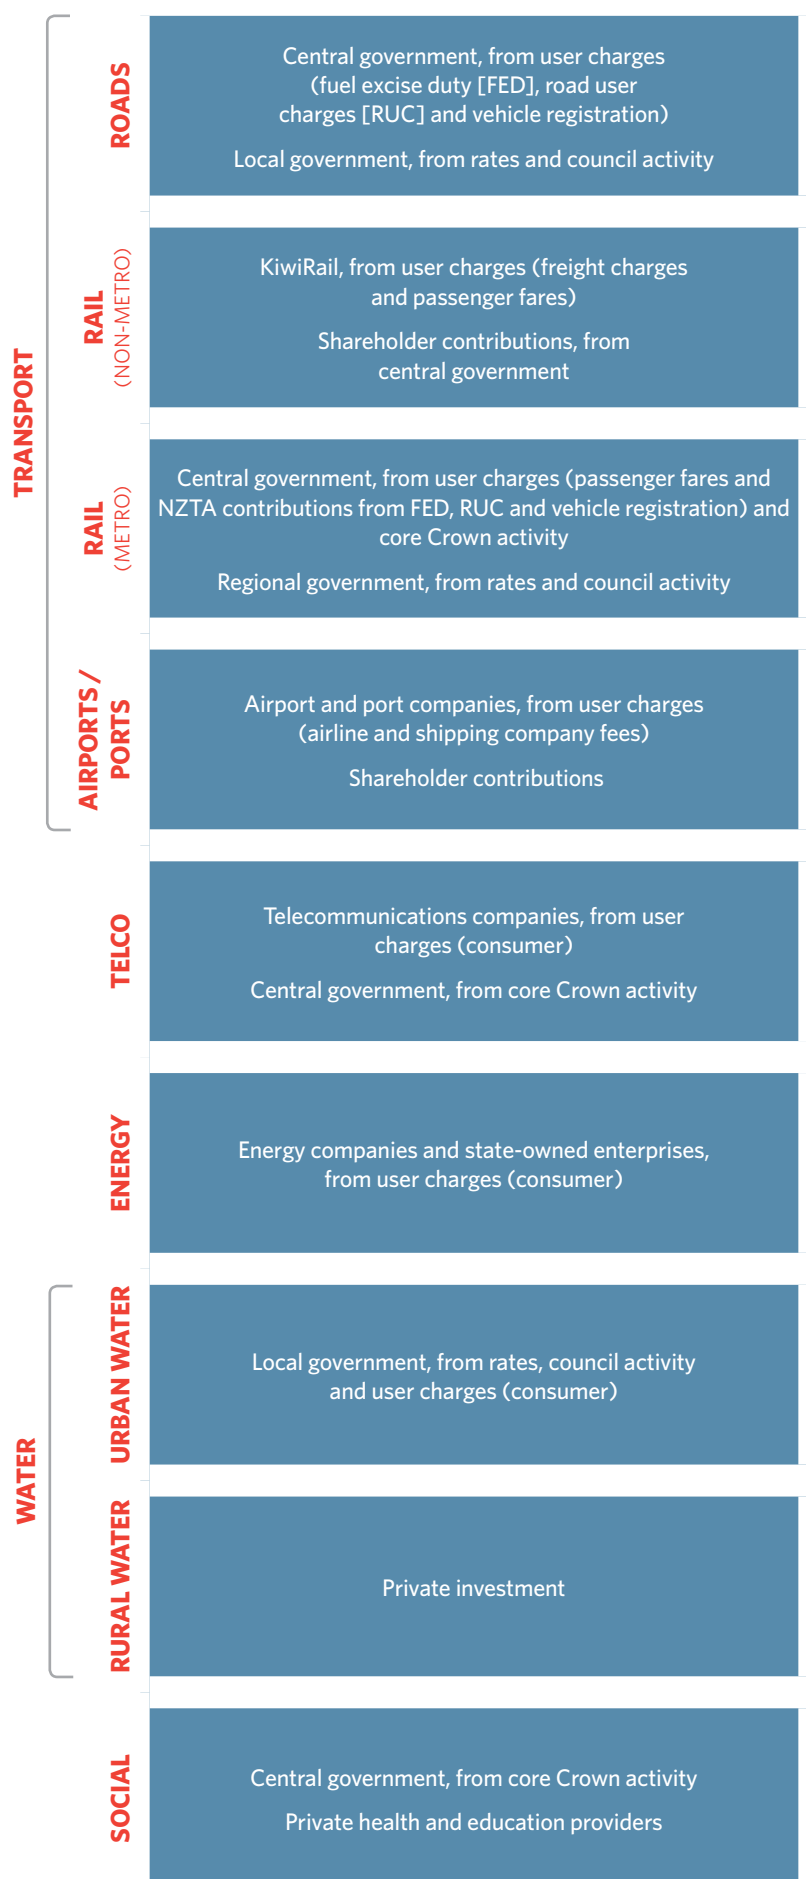 TRANSPORT
ROADS
Central government, from user charges
(fuel excise duty [FED], road user
charges [RUC] and vehicle registration)
Local government, from rates and council activity
RAIL
(NON-METRO)
KiwiRail, from user charges (freight charges
and passenger fares)
Shareholder contributions, from
central government
RAIL
(METRO)
Central government, from user charges (passenger fares and
NZTA contributions from FED, RUC and vehicle registration) and
core Crown activity
Regional government, from rates and council activity
AIRPORTS /
PORTS
Airport and port companies, from user charges
(airline and shipping company fees)
Shareholder contributions
TELCO
Telecommunications companies, from user
charges (consumer)
Central government, from core Crown activity
ENERGY
Energy companies and state-owned enterprises,
from user charges (consumer)
WATER
URBAN WATER
Local government, from rates, council activity
and user charges (consumer)
RURAL WATER
Private investment
SOCIAL
Central government, from core Crown activity
Private health and education providers